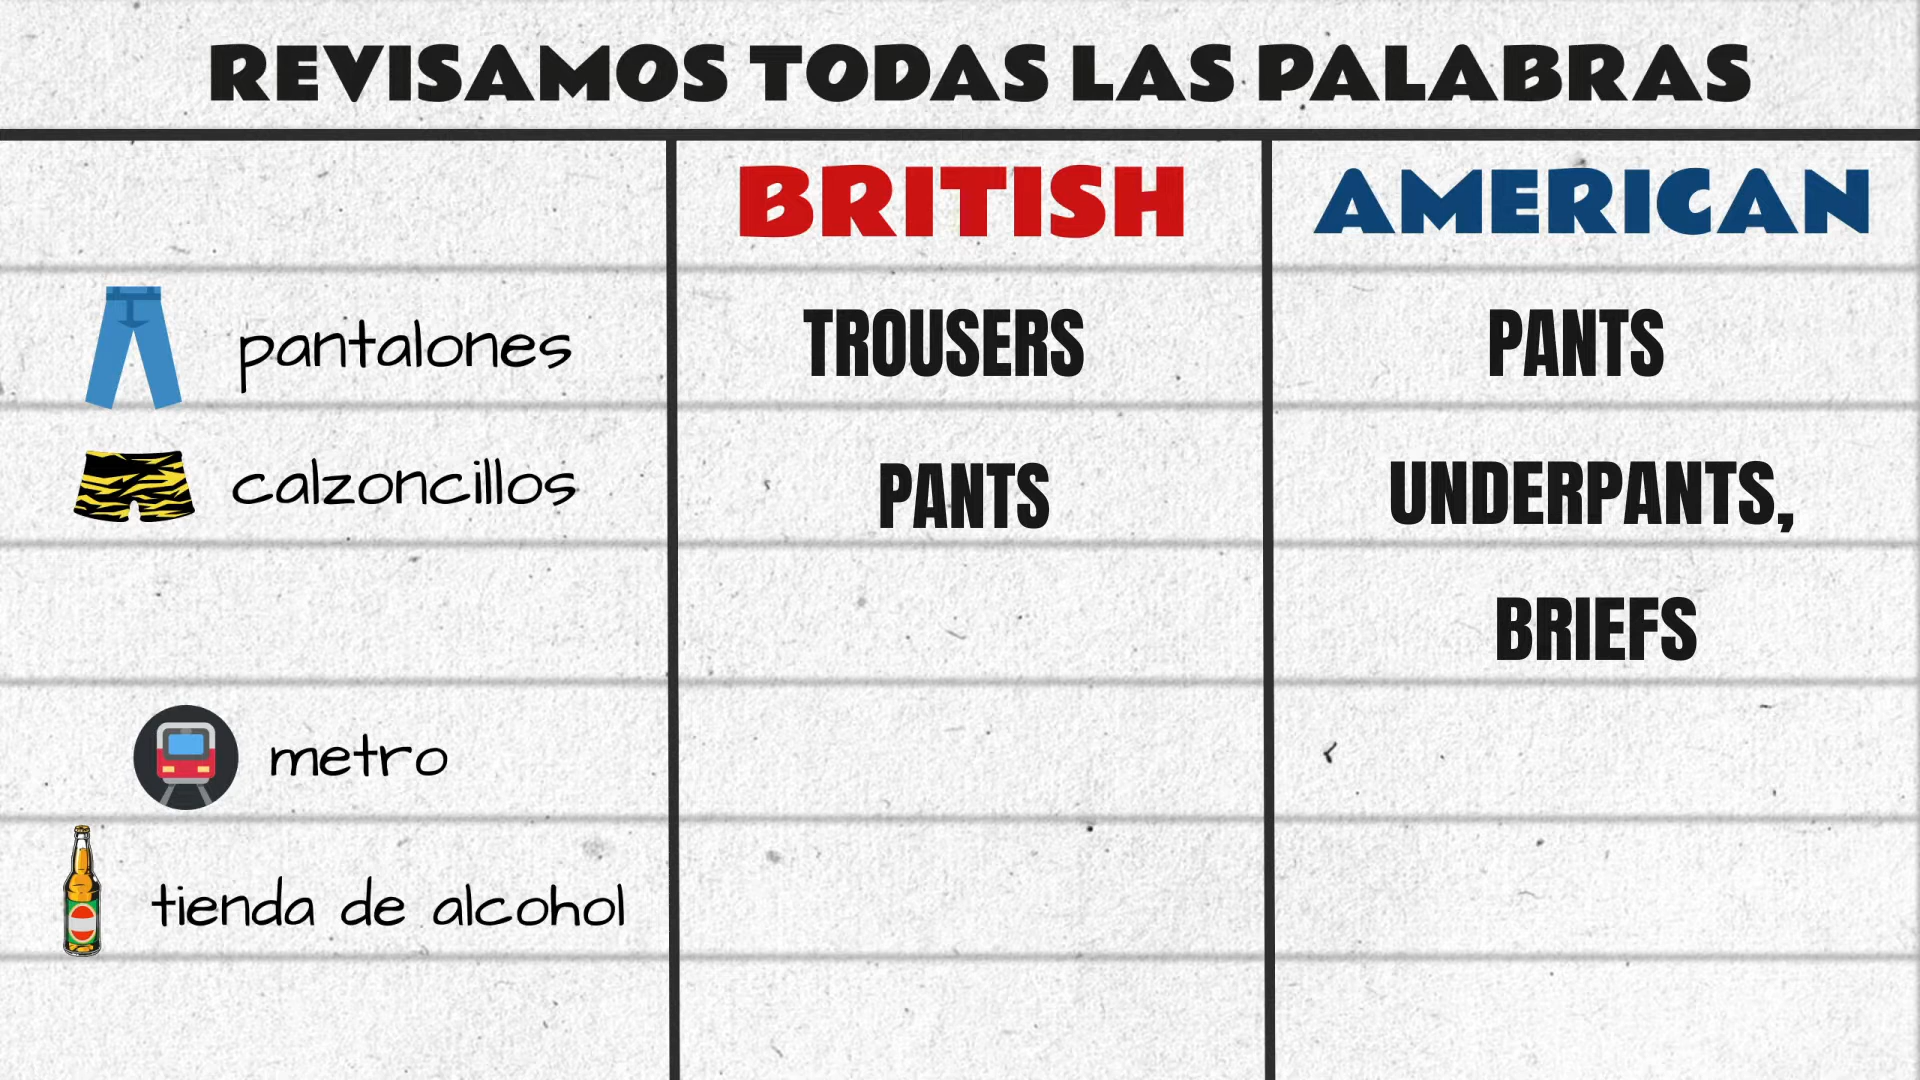 REVISAMOS TODAS LAS PALABRAS
BRITISH AMERICAN
pantalones TROUSERS PANTS
calzoncillos PANTS UNDERPANTS,
BRIEFS
metro
tienda de alcohol